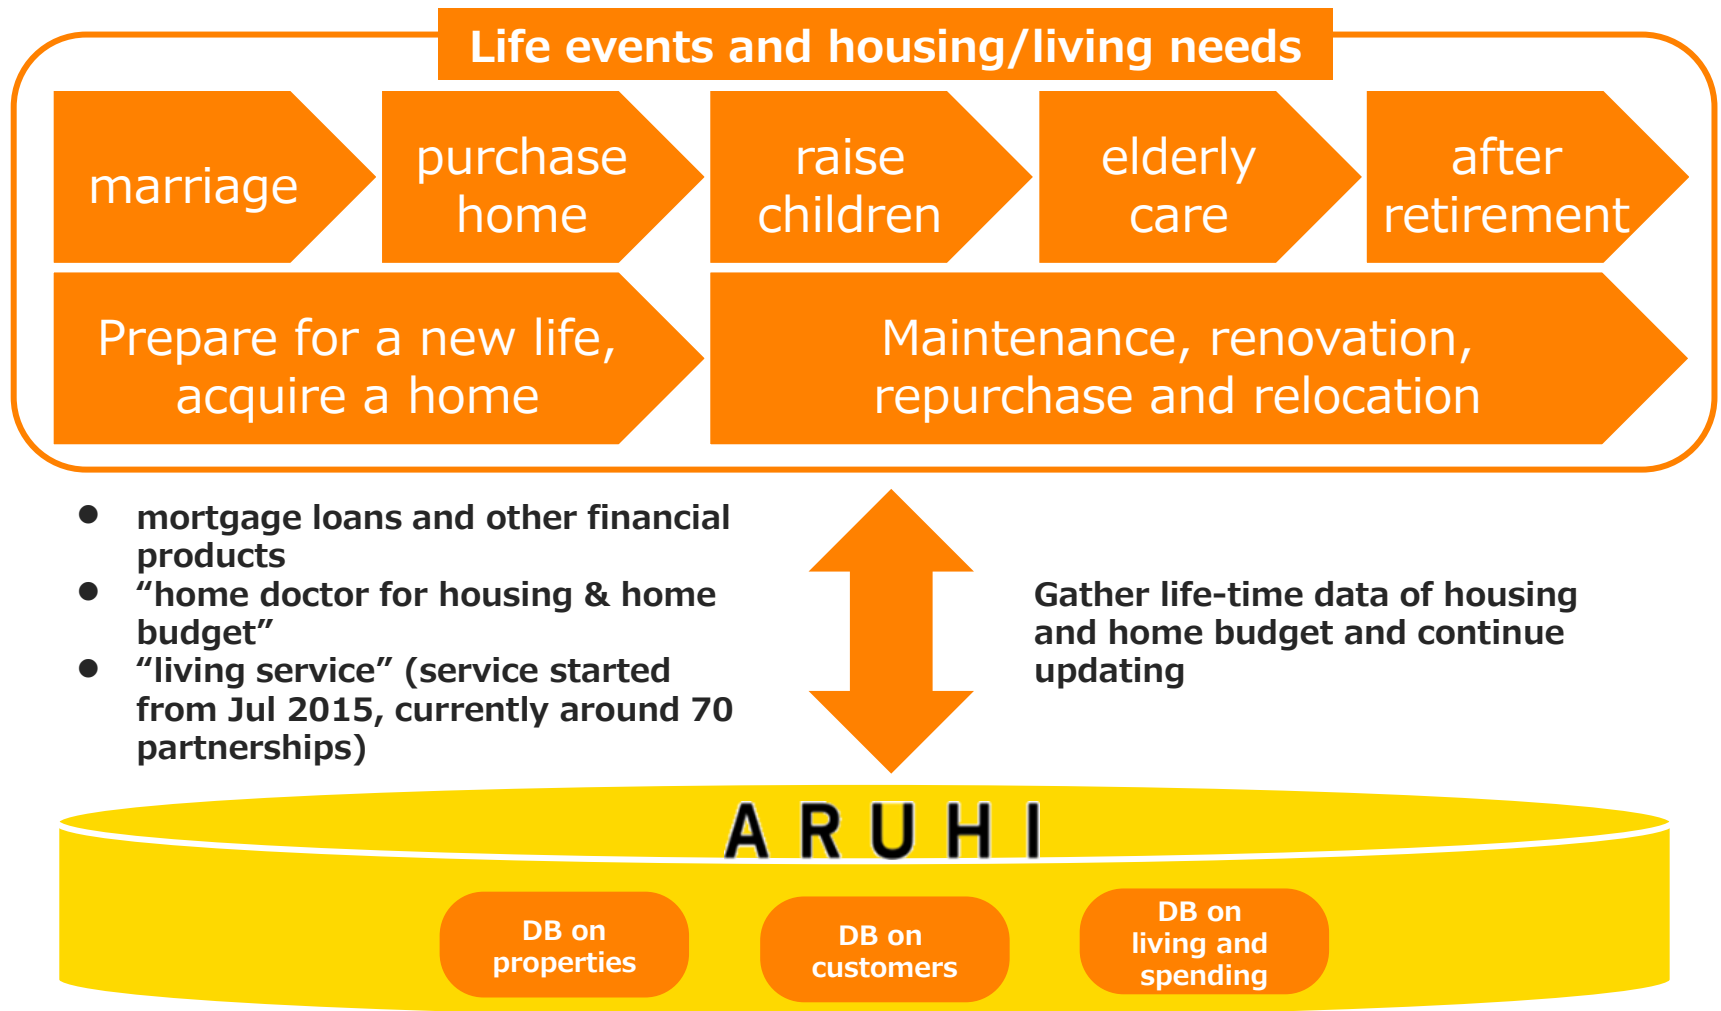 Life events and housing/living needs
marriage
purchase
home
raise
children
elderly
care
after
retirement
Prepare for a new life,
acquire a home
Maintenance, renovation,
repurchase and relocation
● mortgage loans and other financial
products
● “home doctor for housing & home
budget”
● “living service” (service started
from Jul 2015, currently around 70
partnerships)
Gather life-time data of housing
and home budget and continue
updating
ARUHI
DB on
properties
DB on
customers
DB on
living and
spending